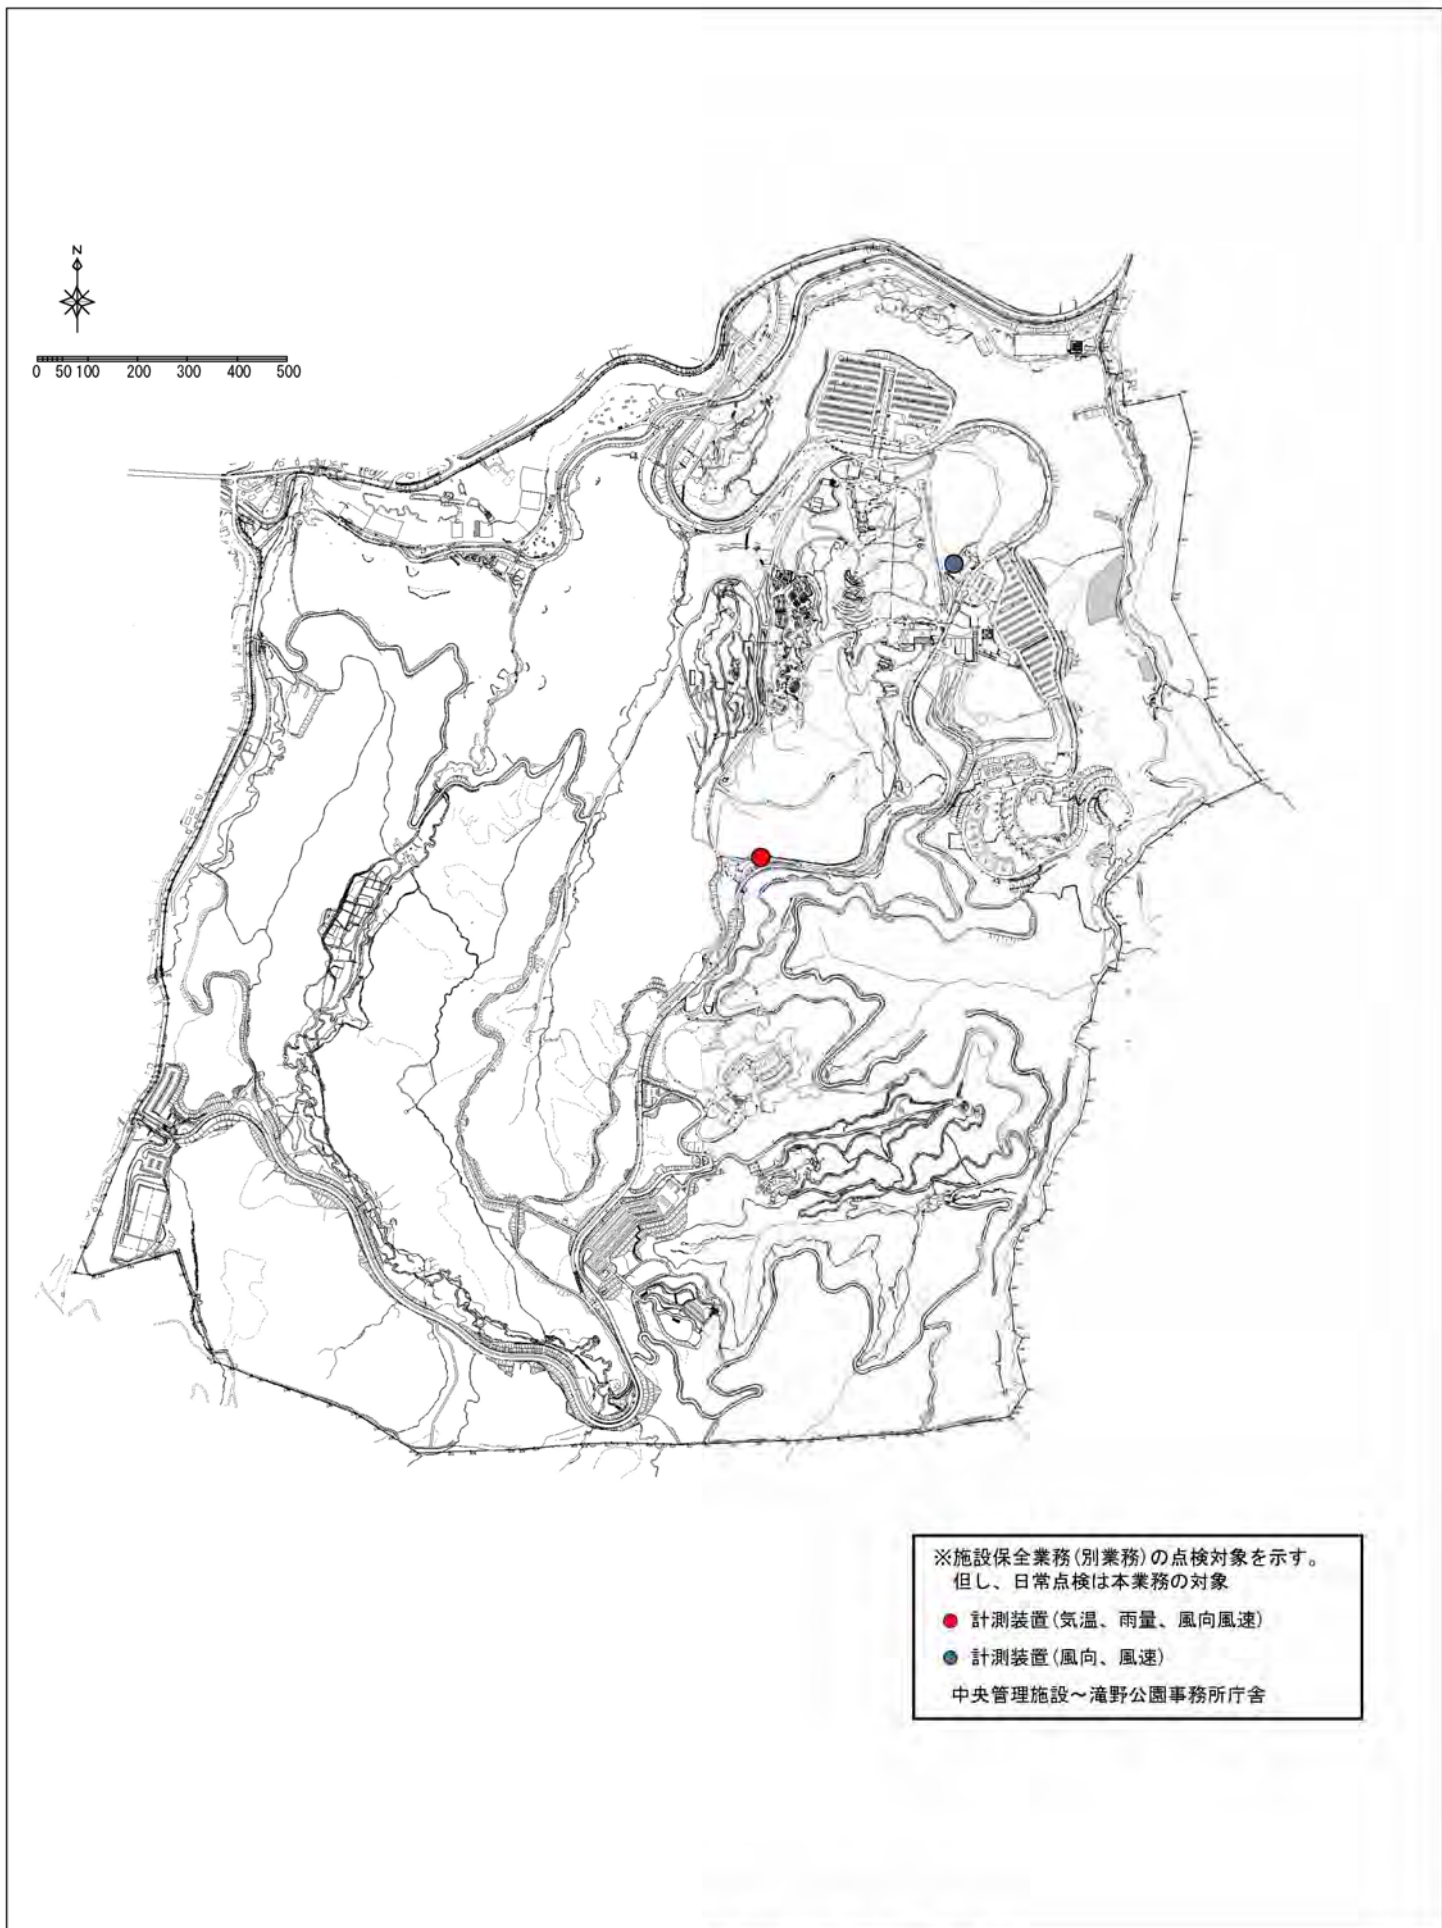 N
0 50 100 200 300 400 500
※施設保全業務(別業務)の点検対象を示す。
但し、日常点検は本業務の対象
計測装置(気温、雨量、風向風速)
計測装置(風向、風速)
中央管理施設～滝野公園事務所庁舎